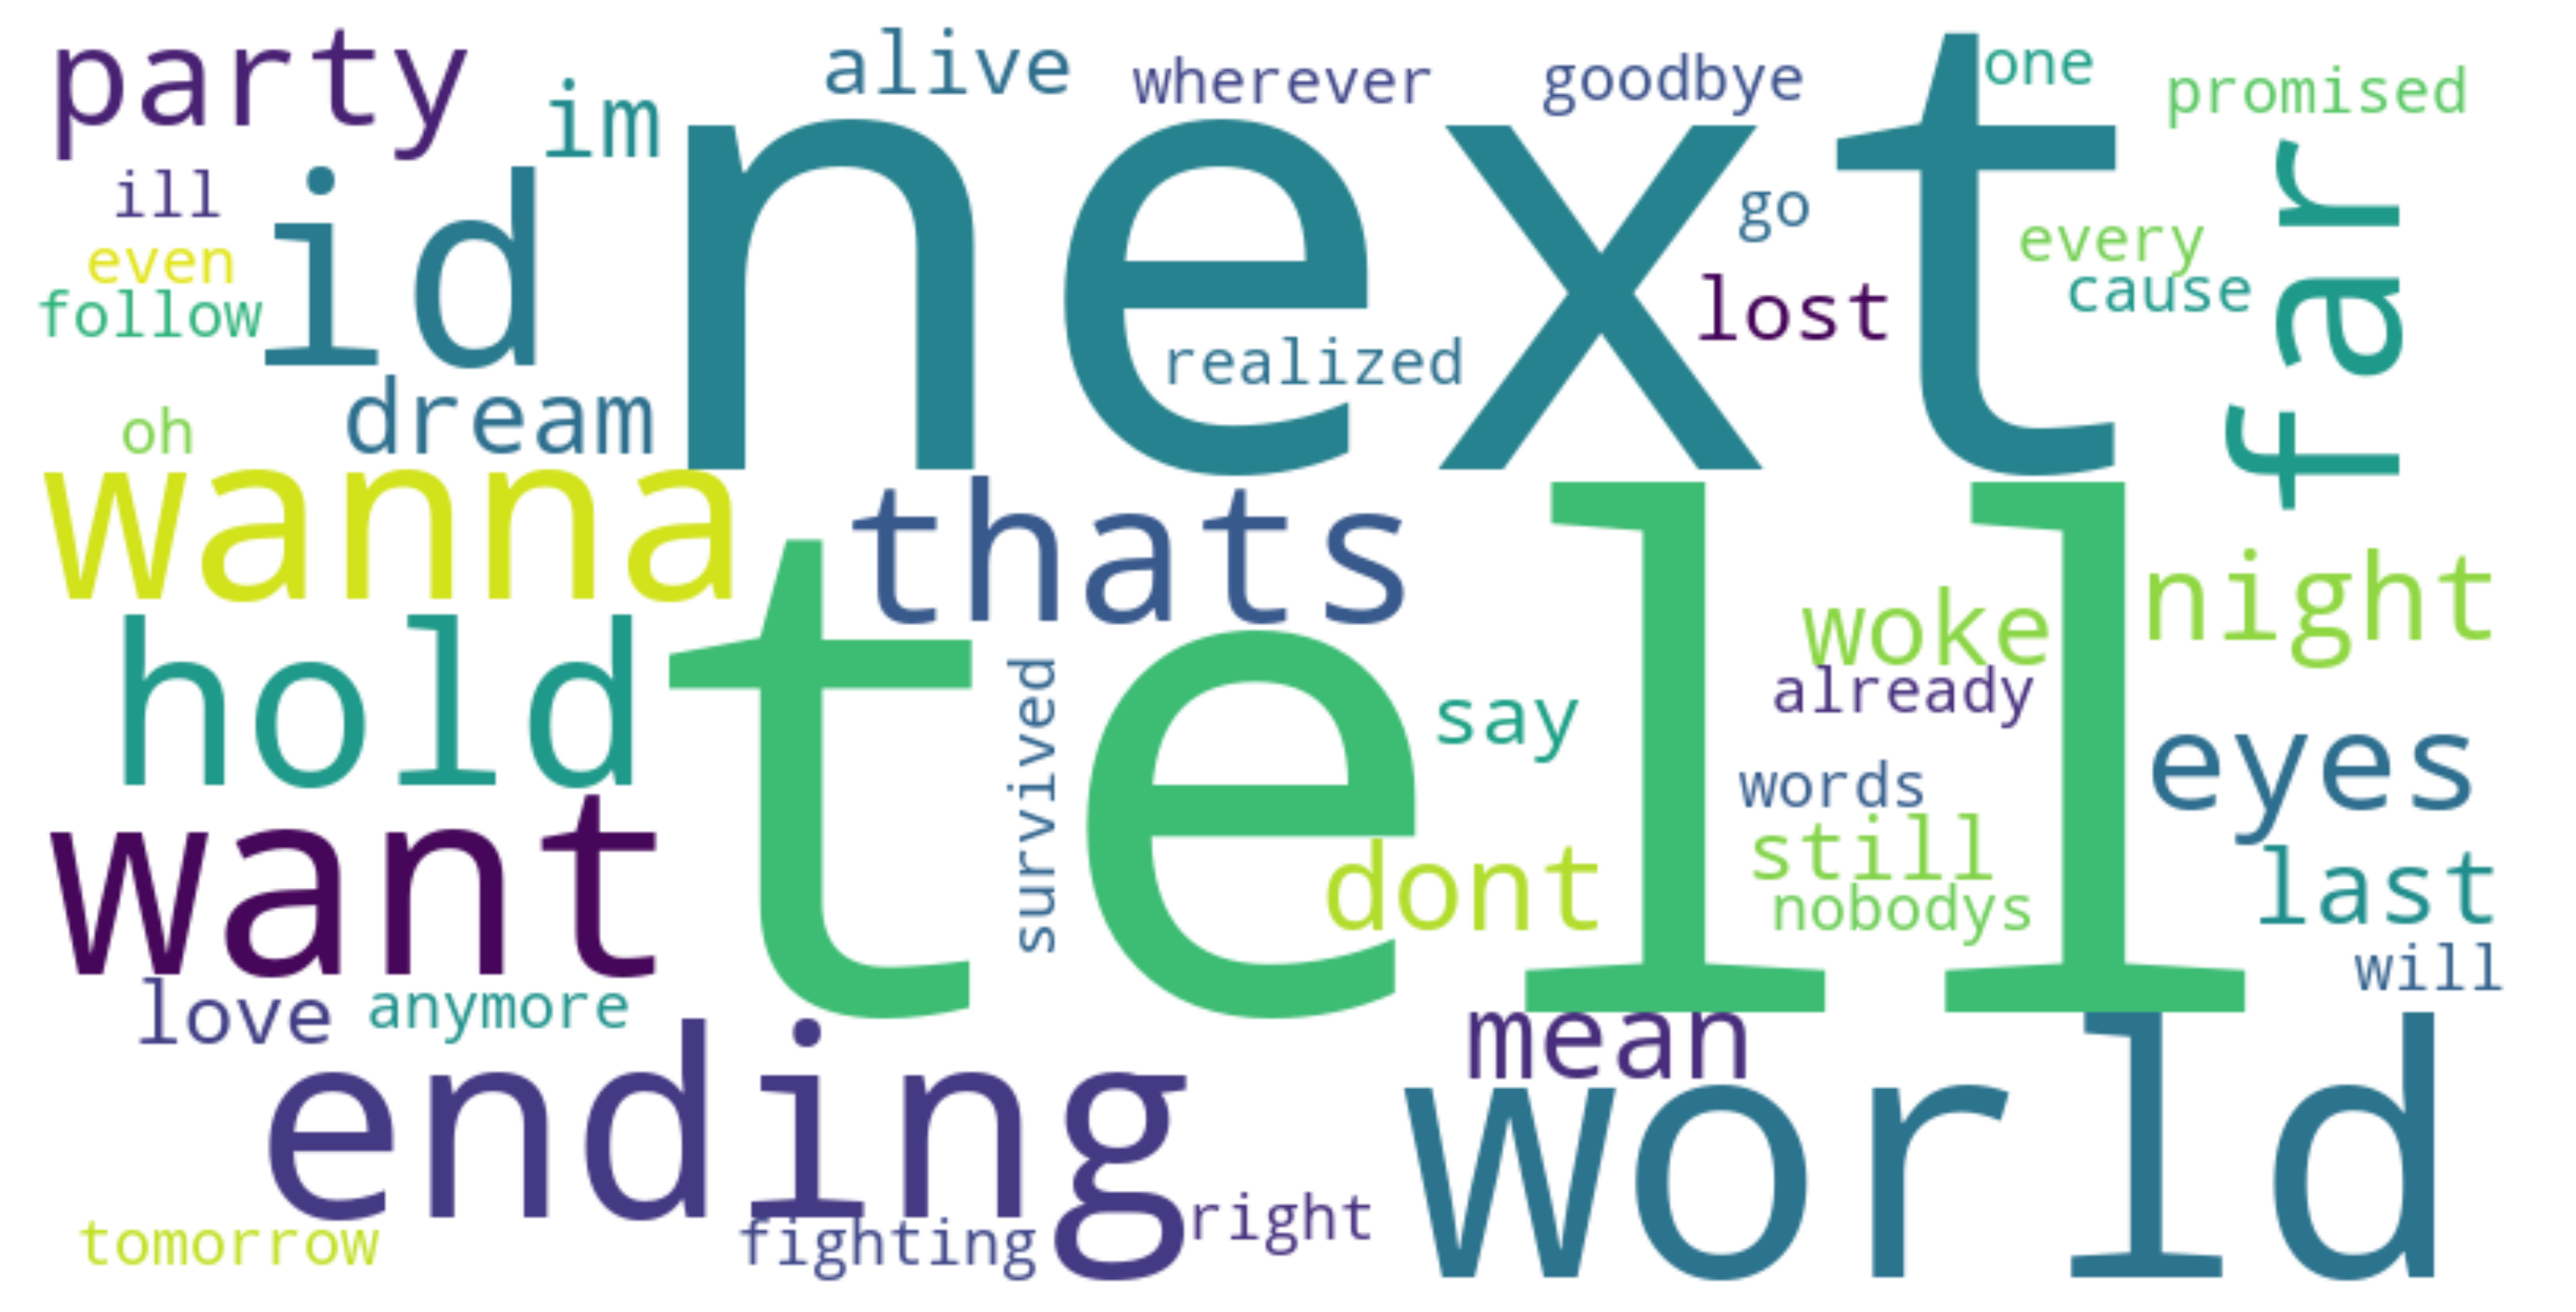 party
im
alive
wherever
goodbye
one
promised
ill
id
next
go
far
even
every
follow
lost
cause
realized
dream
oh
wanna
thats
tell
night
hold
woke
survived
say
already
eyes
want
words
dont
still
last
nobodys
will
love
anymore
mean
ending
world
right
tomorrow
fighting